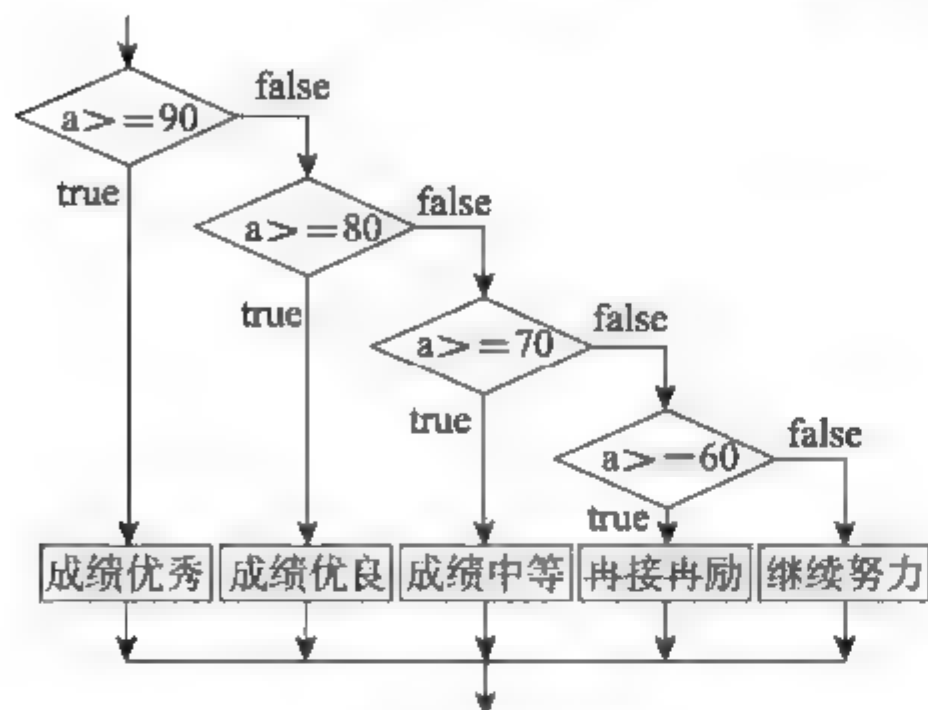 a>=90
false
true
a>=80
false
true
a>=70
false
true
a>=60
false
true
成绩优秀
成绩优良
成绩中等
再接再励
继续努力